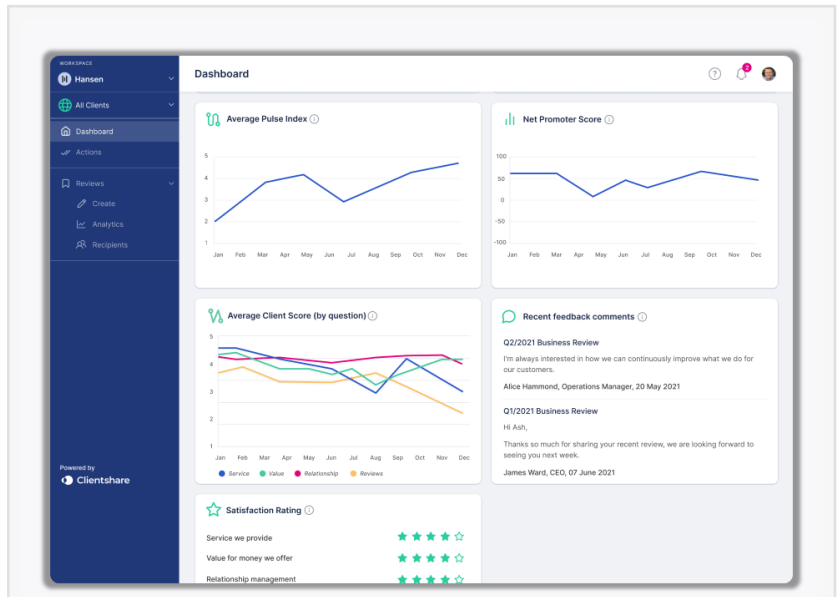 WORKSPACE
Hansen
All Clients
Dashboard
Actions
Reviews
Create
Analytics
Recipients
Powered by
Clientshare
Dashboard
2
Average Pulse Index
5
4
3
2
1
Jan Feb Mar Apr May Jun Jul Aug Sep Oct Nov Dec
Net Promoter Score
100
50
0
-50
-100
Jan Feb Mar Apr May Jun Jul Aug Sep Oct Nov Dec
Average Client Score (by question)
5
4
3
2
1
Jan Feb Mar Apr May Jun Jul Aug Sep Oct Nov Dec
Service Value Relationship Reviews
Recent feedback comments
Q2/2021 Business Review
I'm always interested in how we can continuously improve what we do for
our customers.
Alice Hammond, Operations Manager, 20 May 2021
Q1/2021 Business Review
Hi Ash,
Thanks so much for sharing your recent review, we are looking forward to
seeing you next week.
James Ward, CEO, 07 June 2021
Satisfaction Rating
Service we provide
Value for money we offer
Relationship management